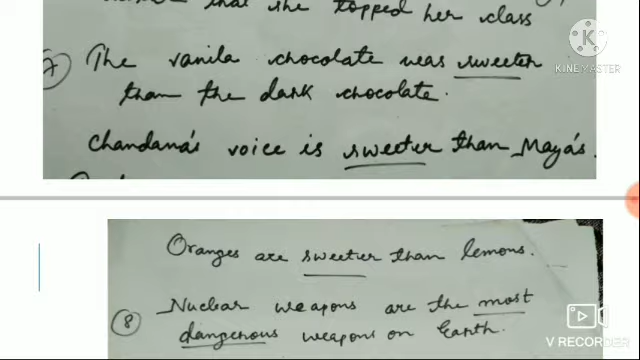 that she topped her class
7 The vanila chocolate was sweeter
than the dark chocolate.
Chandana's voice is sweeter than Maya's.
KINEMASTER
Oranges are sweeter than lemons.
8 Nuclear weapons are the most
dangerous weapons on Earth.
V RECORDER